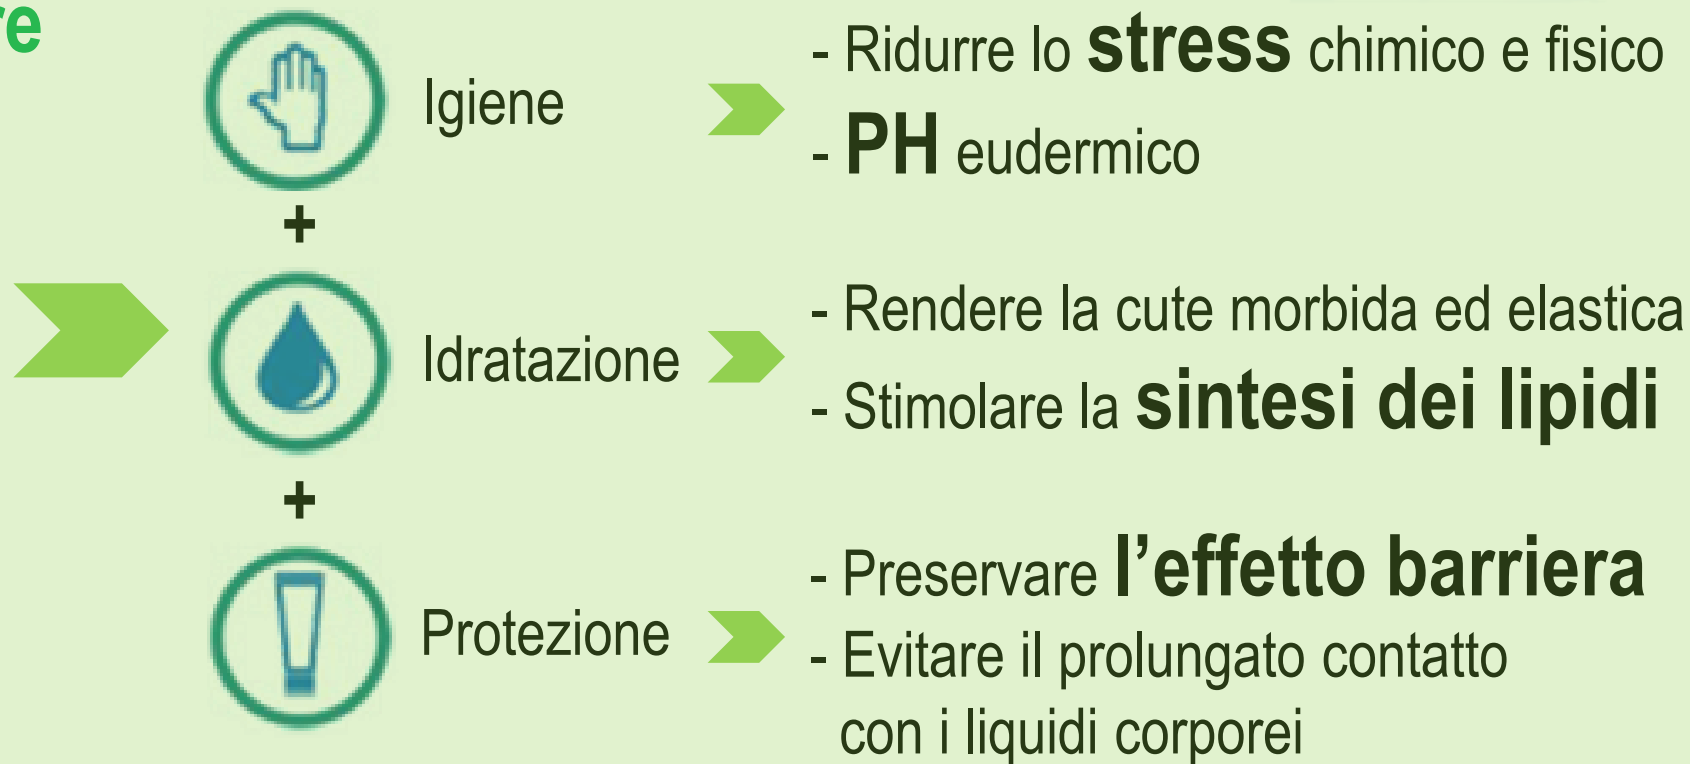 re
Igiene
- Ridurre lo stress chimico e fisico
- PH eudermico
+
Idratazione
- Rendere la cute morbida ed elastica
- Stimolare la sintesi dei lipidi
+
Protezione
- Preservare l’effetto barriera
- Evitare il prolungato contatto
con i liquidi corporei